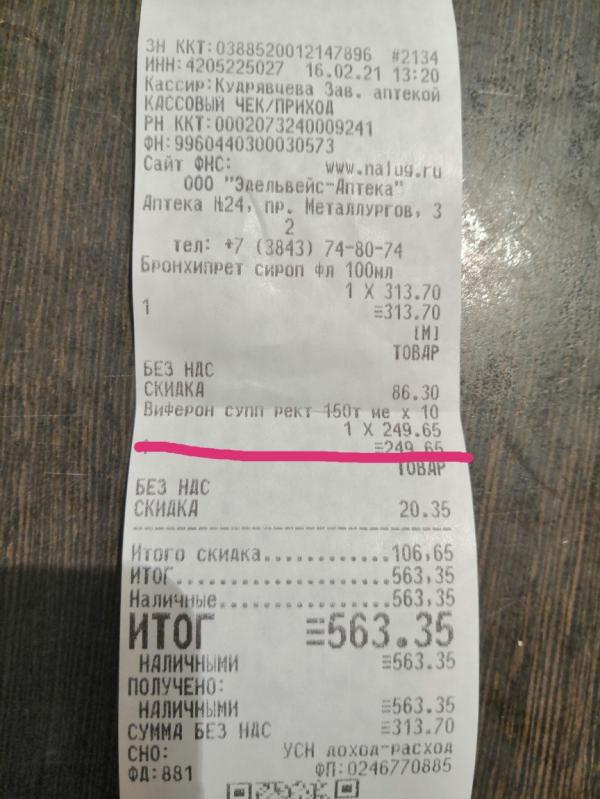 ЗН ККТ:0388520012147896 #2134
ИНН:4205225027 16.02.21 13:20
Кассир:Кудрявцева Зав. аптекой
КАССОВЫЙ ЧЕК/ПРИХОД
РН ККТ:0002073240009241
ФН:9960440300030573
Сайт ФНС: www.nalog.ru
ООО "Эдельвейс-Аптека"
Аптека №24, пр. Металлургов, 3
2
тел: +7 (3843) 74-80-74
Бронхипрет сироп фл 100мл
1 X 313.70
1 ≡313.70
[М]
ТОВАР
БЕЗ НДС
СКИДКА 86.30
Виферон супп рект 150т ме x 10
1 X 249.65
1 ≡249.65
ТОВАР
БЕЗ НДС
СКИДКА 20.35
Итого скидка............106,65
ИТОГ....................563,35
Наличные................563,35
ИТОГ ≡563.35
НАЛИЧНЫМИ ≡563.35
ПОЛУЧЕНО:
НАЛИЧНЫМИ ≡563.35
СУММА БЕЗ НДС ≡313.70
СНО: УСН доход-расход
ФД:881 ФП:0246770885